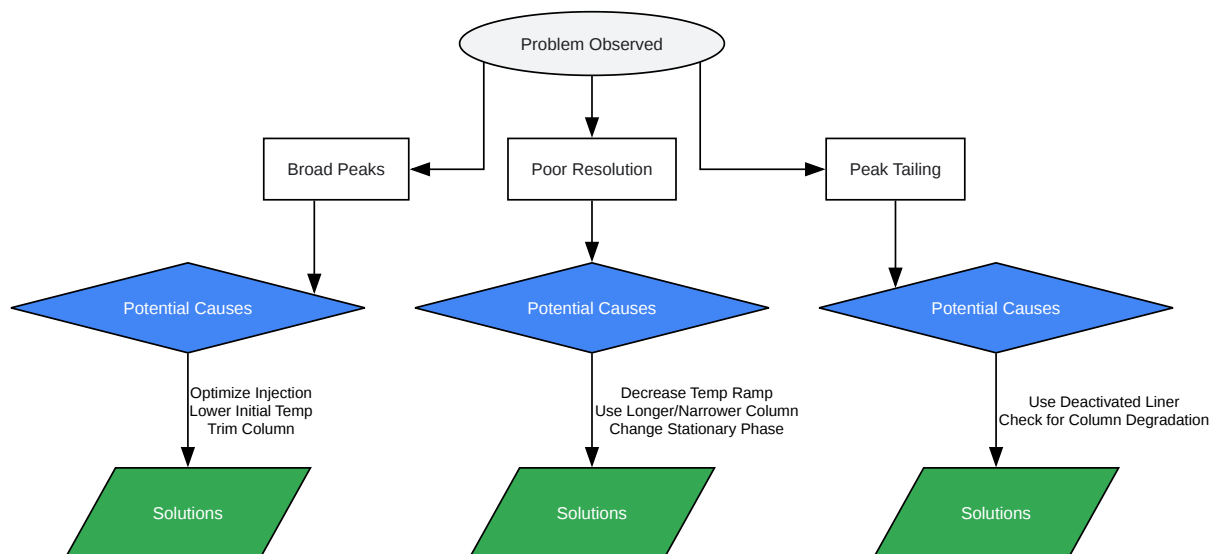 Problem Observed
Broad Peaks
Poor Resolution
Peak Tailing
Potential Causes
Potential Causes
Potential Causes
Optimize Injection
Lower Initial Temp
Trim Column
Decrease Temp Ramp
Use Longer/Narrower Column
Change Stationary Phase
Use Deactivated Liner
Check for Column Degradation
Solutions
Solutions
Solutions